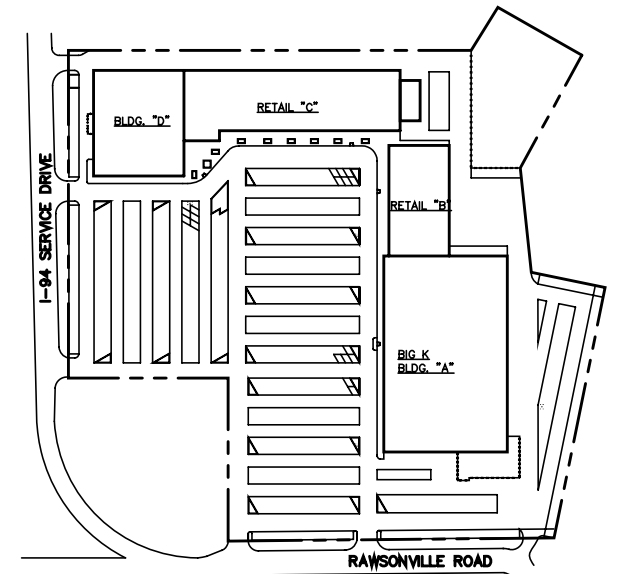 BLDG. "D"
RETAIL "C"
I-94 SERVICE DRIVE
RETAIL "B"
BIG K
BLDG. "A"
RAWSONVILLE ROAD